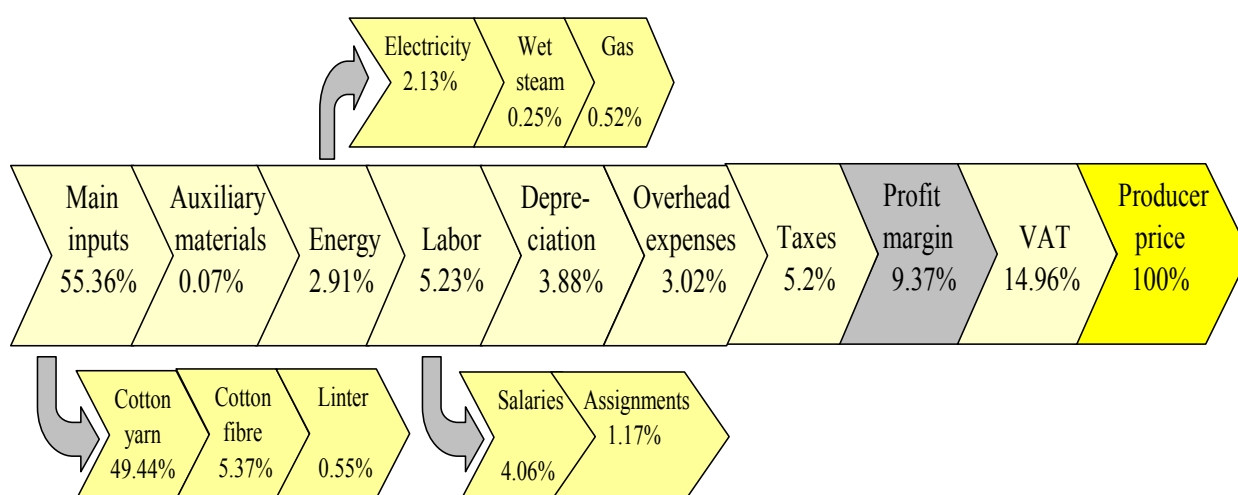 Electricity
2.13%
Wet
steam
0.25%
Gas
0.52%
Main
inputs
55.36%
Auxiliary
materials
0.07%
Energy
2.91%
Labor
5.23%
Depre-
ciation
3.88%
Overhead
expenses
3.02%
Taxes
5.2%
Profit
margin
9.37%
VAT
14.96%
Producer
price
100%
Cotton
yarn
49.44%
Cotton
fibre
5.37%
Linter
0.55%
Salaries
4.06%
Assignments
1.17%